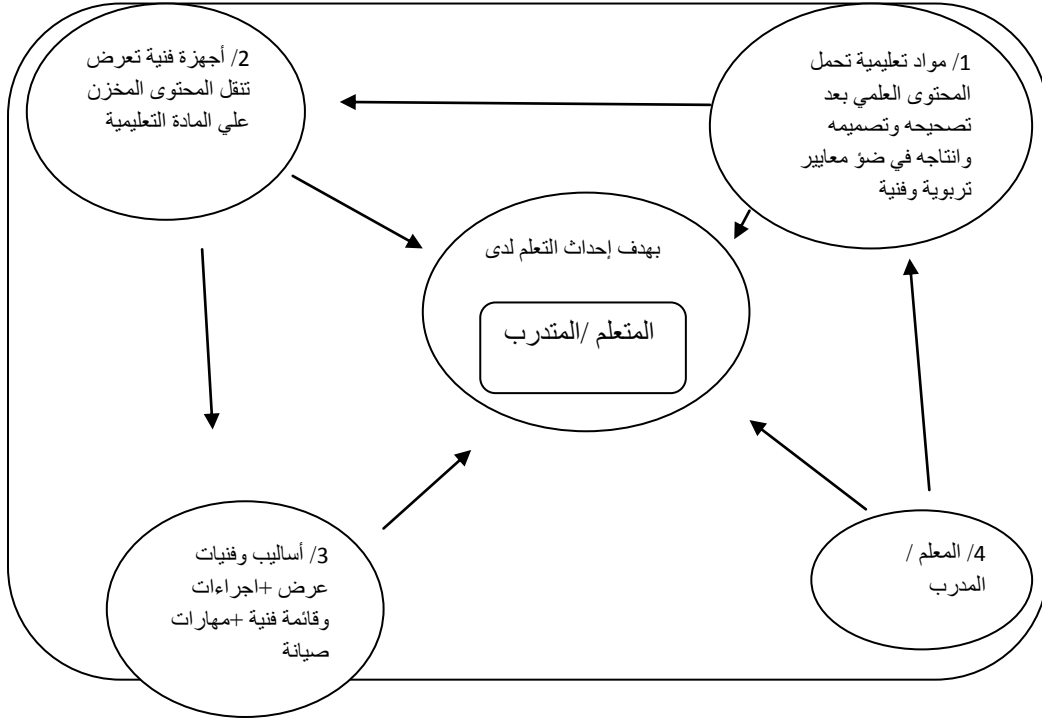 1/ مواد تعليمية تحمل
المحتوى العلمي بعد
تصحيحه وتصميمه
وانتاجه في ضؤ معايير
تربوية وفنية
2/ أجهزة فنية تعرض
تنقل المحتوى المخزن
علي المادة التعليمية
بهدف إحداث التعلم لدى
المتعلم /المتدرب
3/ أساليب وفنيات
عرض +اجراءات
وقائمة فنية +مهارات
صيانة
4/ المعلم /
المدرب